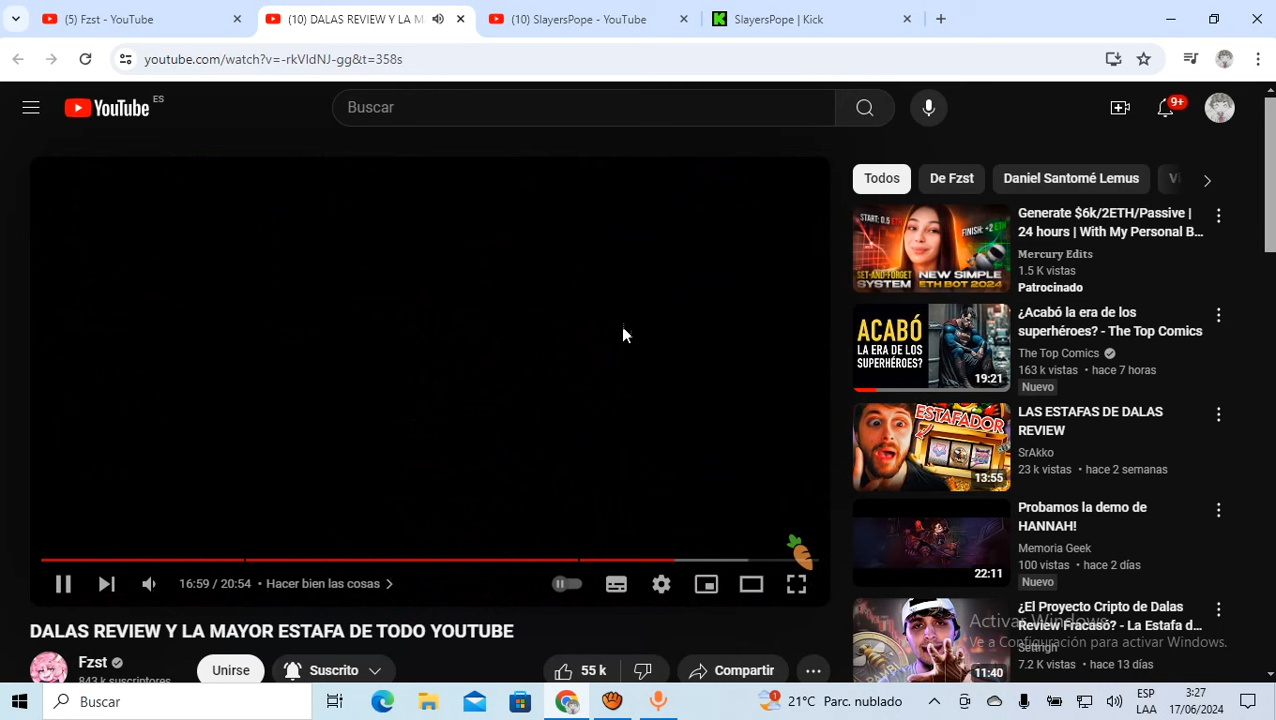 (5) Fzst - YouTube
(10) DALAS REVIEW Y LA M
(10) SlayersPope - YouTube
SlayersPope | Kick
youtube.com/watch?v=-rkVIdNJ-gg&t=358s
YouTube ES
Buscar
9+
Todos
De Fzst
Daniel Santomé Lemus
START: 0.5 ETH
FINISH: +2 ETH
SET-AND-FORGET SYSTEM
NEW SIMPLE ETH BOT 2024
Generate $6k/2ETH/Passive |
24 hours | With My Personal B...
Mercury Edits
1.5 K vistas
Patrocinado
ACABÓ
LA ERA DE LOS
SUPERHÉROES?
19:21
¿Acabó la era de los
superhéroes? - The Top Comics
The Top Comics
163 k vistas • hace 7 horas
Nuevo
ESTAFADOR
13:55
LAS ESTAFAS DE DALAS
REVIEW
SrAkko
23 k vistas • hace 2 semanas
22:11
Probamos la demo de
HANNAH!
Memoria Geek
100 vistas • hace 2 días
Nuevo
11:40
¿El Proyecto Cripto de Dalas
Review Fracasó? - La Estafa d...
Settingh
7.2 K vistas • hace 13 días
Activar Windows
Ve a Configuración para activar Windows.
16:59 / 20:54 • Hacer bien las cosas
DALAS REVIEW Y LA MAYOR ESTAFA DE TODO YOUTUBE
Fzst
843 k suscriptores
Unirse
Suscrito
55 k
Compartir
Buscar
21°C Parc. nublado
ESP
LAA
3:27
17/06/2024